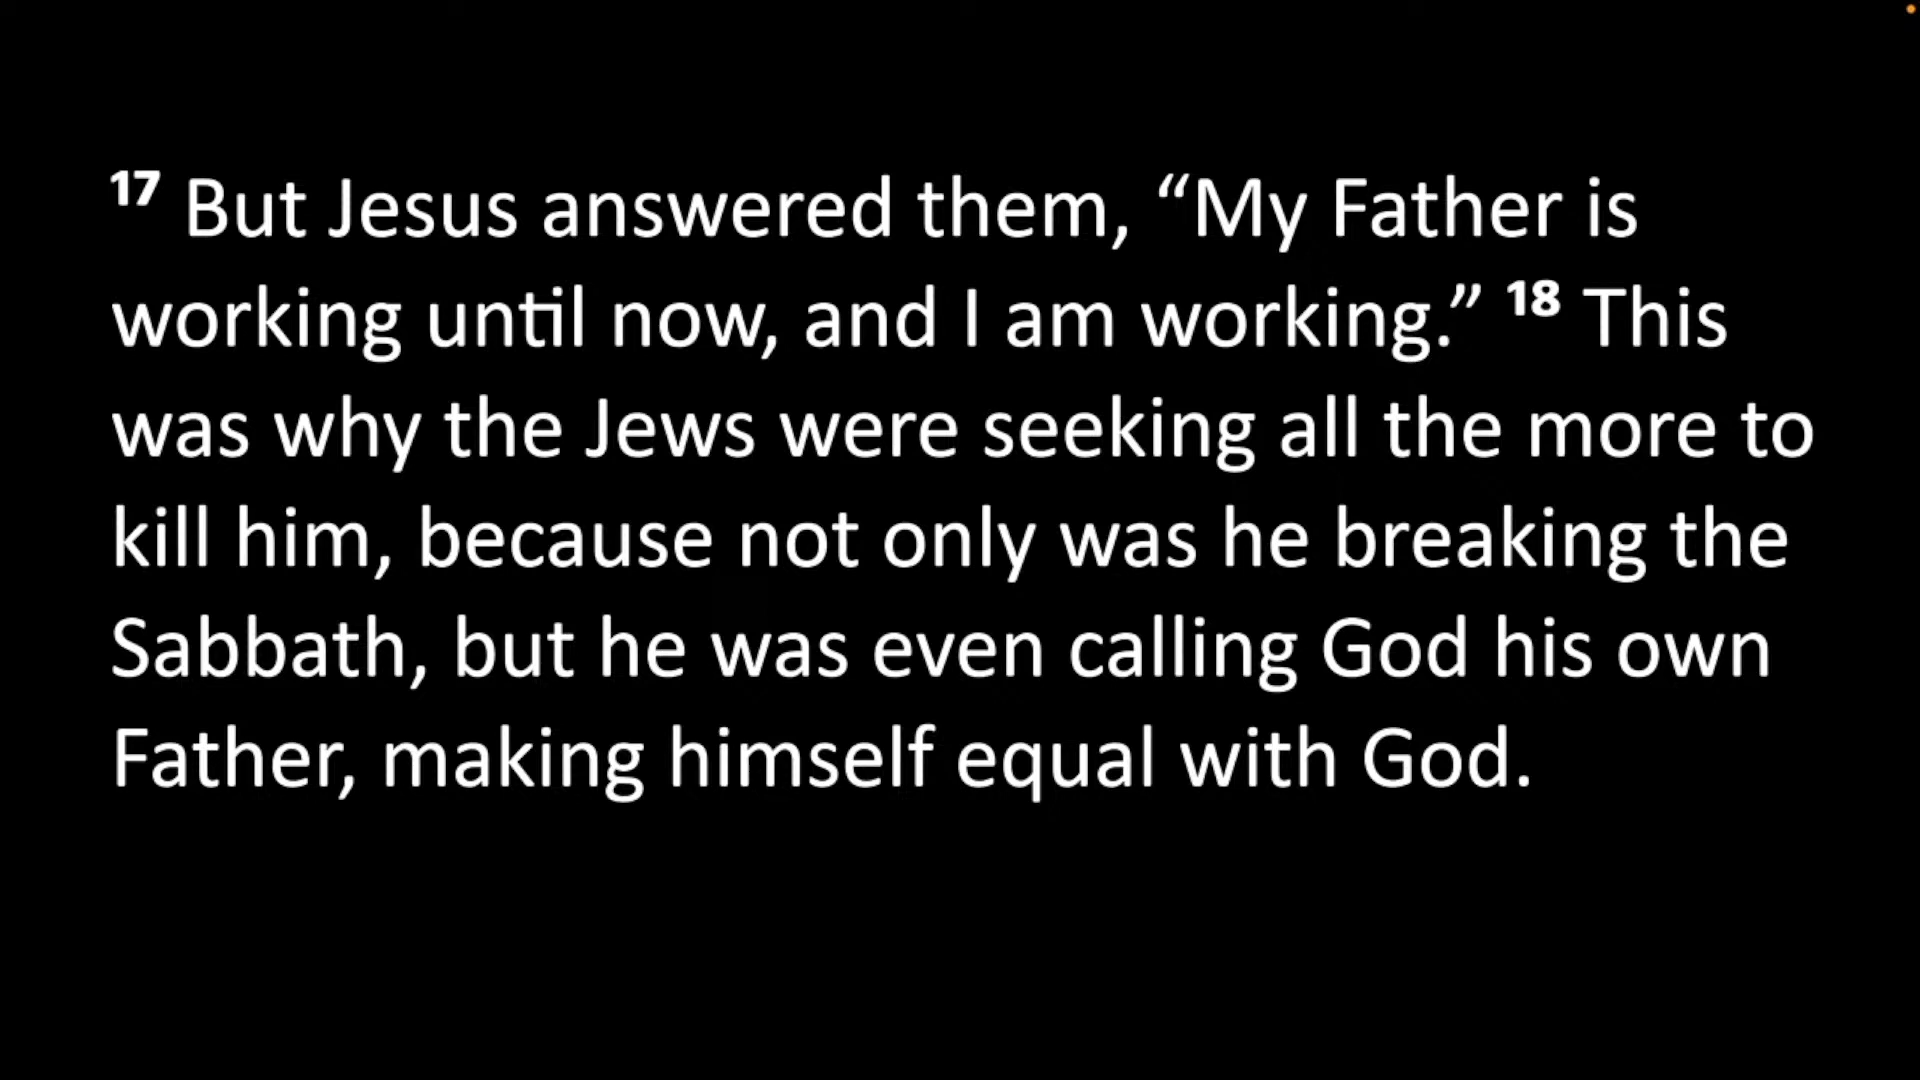 17 But Jesus answered them, “My Father is
working until now, and I am working.” 18 This
was why the Jews were seeking all the more to
kill him, because not only was he breaking the
Sabbath, but he was even calling God his own
Father, making himself equal with God.